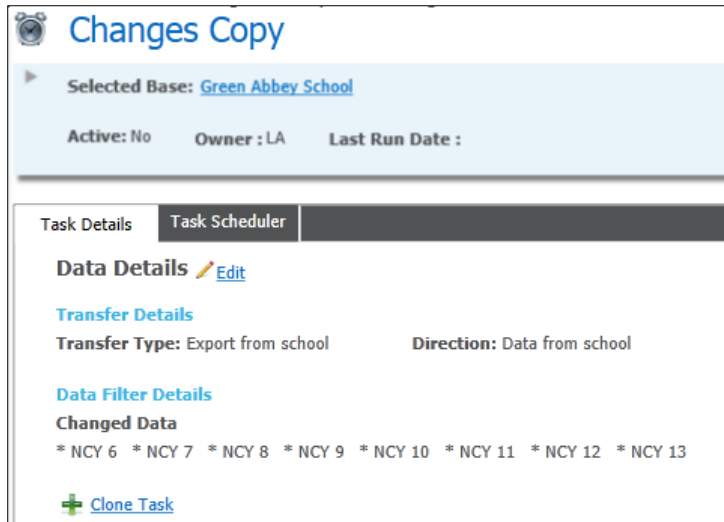 Changes Copy
Selected Base: Green Abbey School
Active: No Owner : LA Last Run Date :
Task Details Task Scheduler
Data Details Edit
Transfer Details
Transfer Type: Export from school Direction: Data from school
Data Filter Details
Changed Data
* NCY 6 * NCY 7 * NCY 8 * NCY 9 * NCY 10 * NCY 11 * NCY 12 * NCY 13
Clone Task